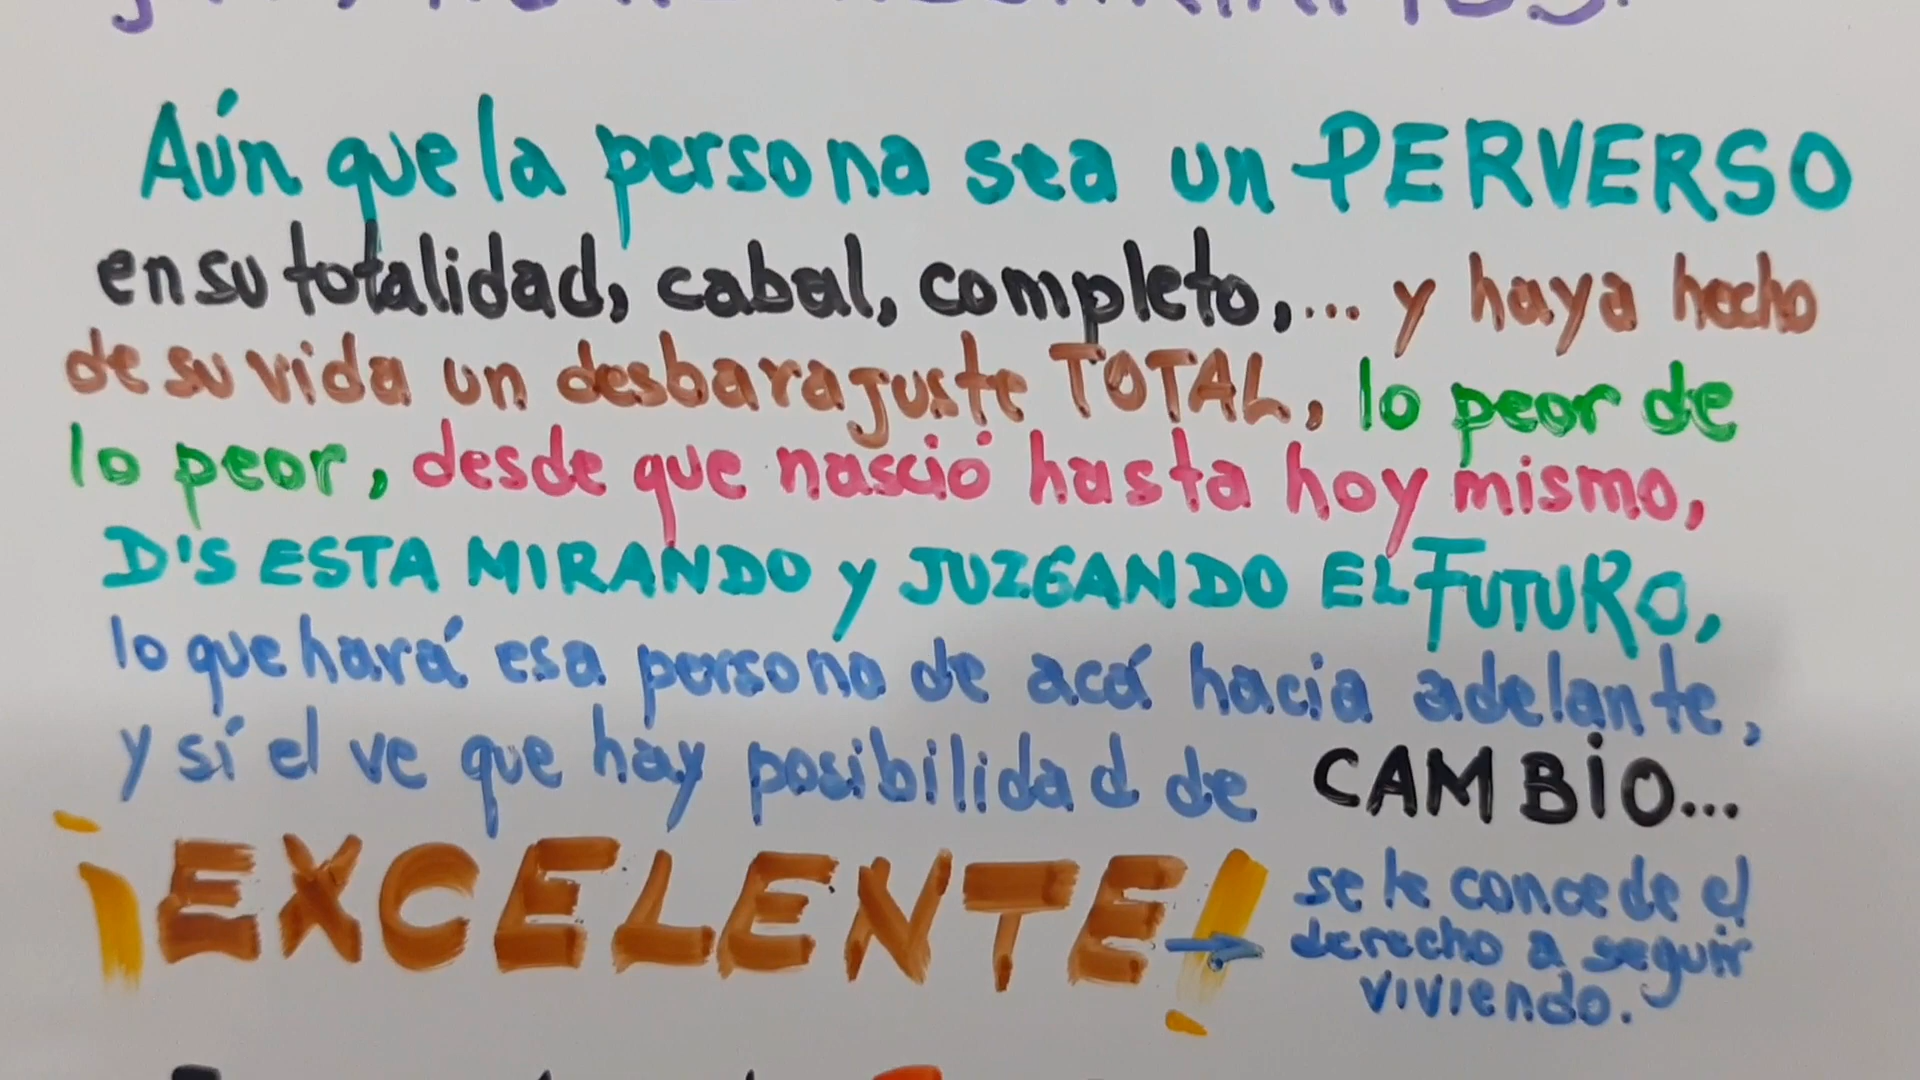 Aún que la persona sea un PERVERSO
en su totalidad, cabal, completo,... y haya hecho
de su vida un desbarajuste TOTAL, lo peor de
lo peor, desde que nasció hasta hoy mismo,
D'S ESTA MIRANDO y JUZGANDO EL FUTURO,
lo que hará esa persona de acá hacia adelante,
y sí el ve que hay posibilidad de CAMBIO...
¡EXCELENTE! → se le concede el
derecho a seguir
viviendo.